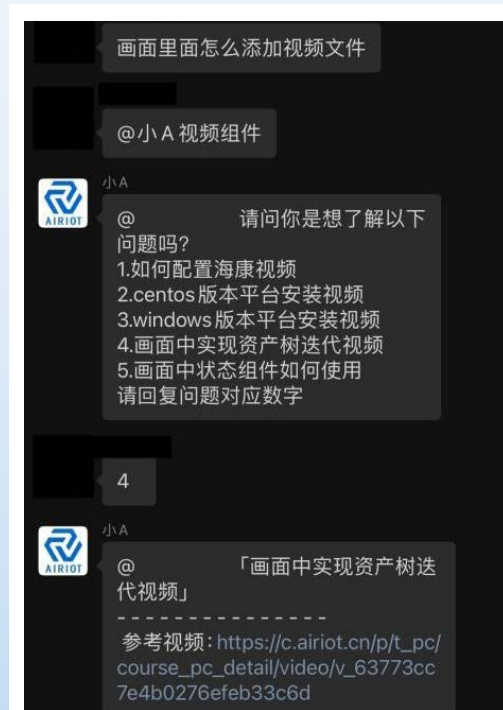 画面里面怎么添加视频文件
@小A 视频组件
小A
AIRIOT
@ 请问你是想了解以下
问题吗?
1.如何配置海康视频
2.centos版本平台安装视频
3.windows版本平台安装视频
4.画面中实现资产树迭代视频
5.画面中状态组件如何使用
请回复问题对应数字
4
小A
AIRIOT
@ 「画面中实现资产树迭
代视频」
- - - - - - - - - - - - - - -
参考视频：https://c.airiot.cn/p/t_pc/
course_pc_detail/video/v_63773cc
7e4b0276efeb33c6d